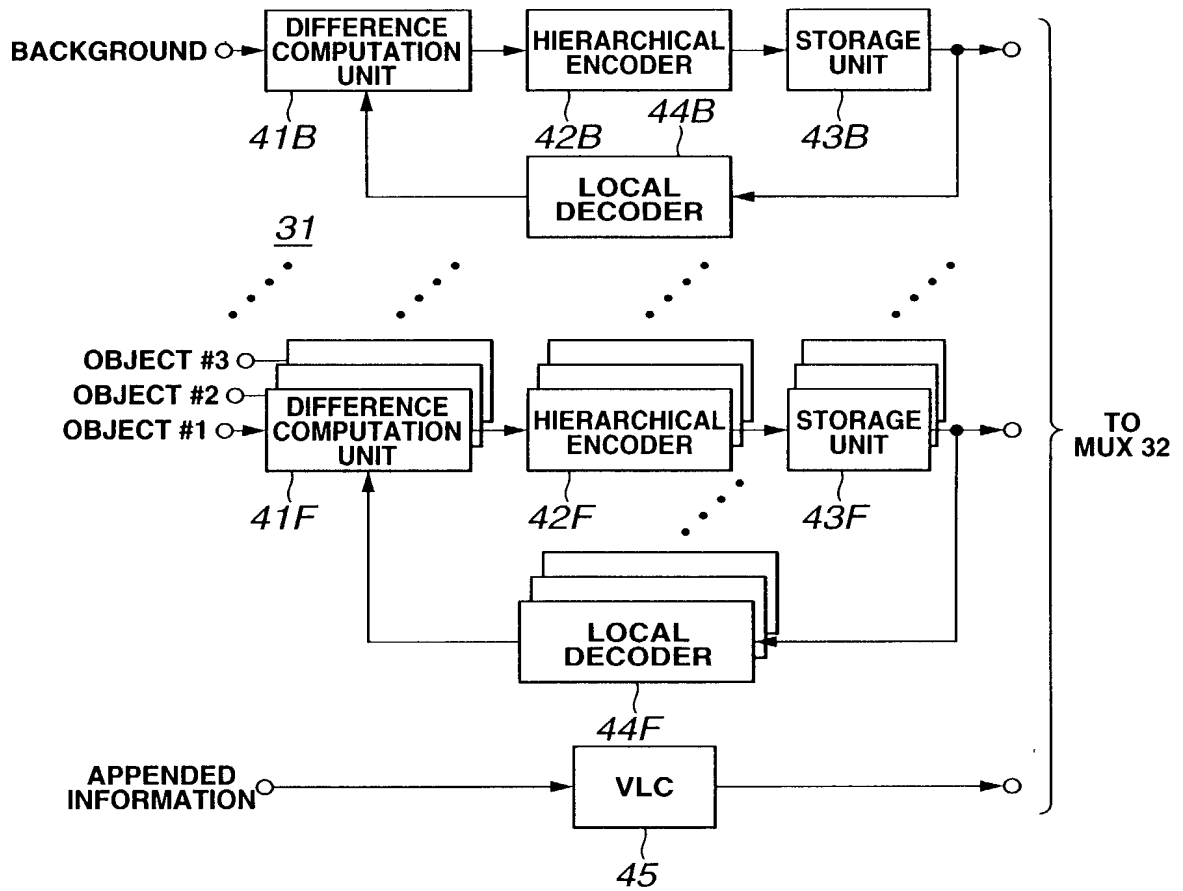 BACKGROUND
DIFFERENCE
COMPUTATION
UNIT
HIERARCHICAL
ENCODER
STORAGE
UNIT
41B
42B
44B
43B
LOCAL
DECODER
31
OBJECT #3
OBJECT #2
OBJECT #1
DIFFERENCE
COMPUTATION
UNIT
HIERARCHICAL
ENCODER
STORAGE
UNIT
TO
MUX 32
41F
42F
43F
LOCAL
DECODER
44F
APPENDED
INFORMATION
VLC
45